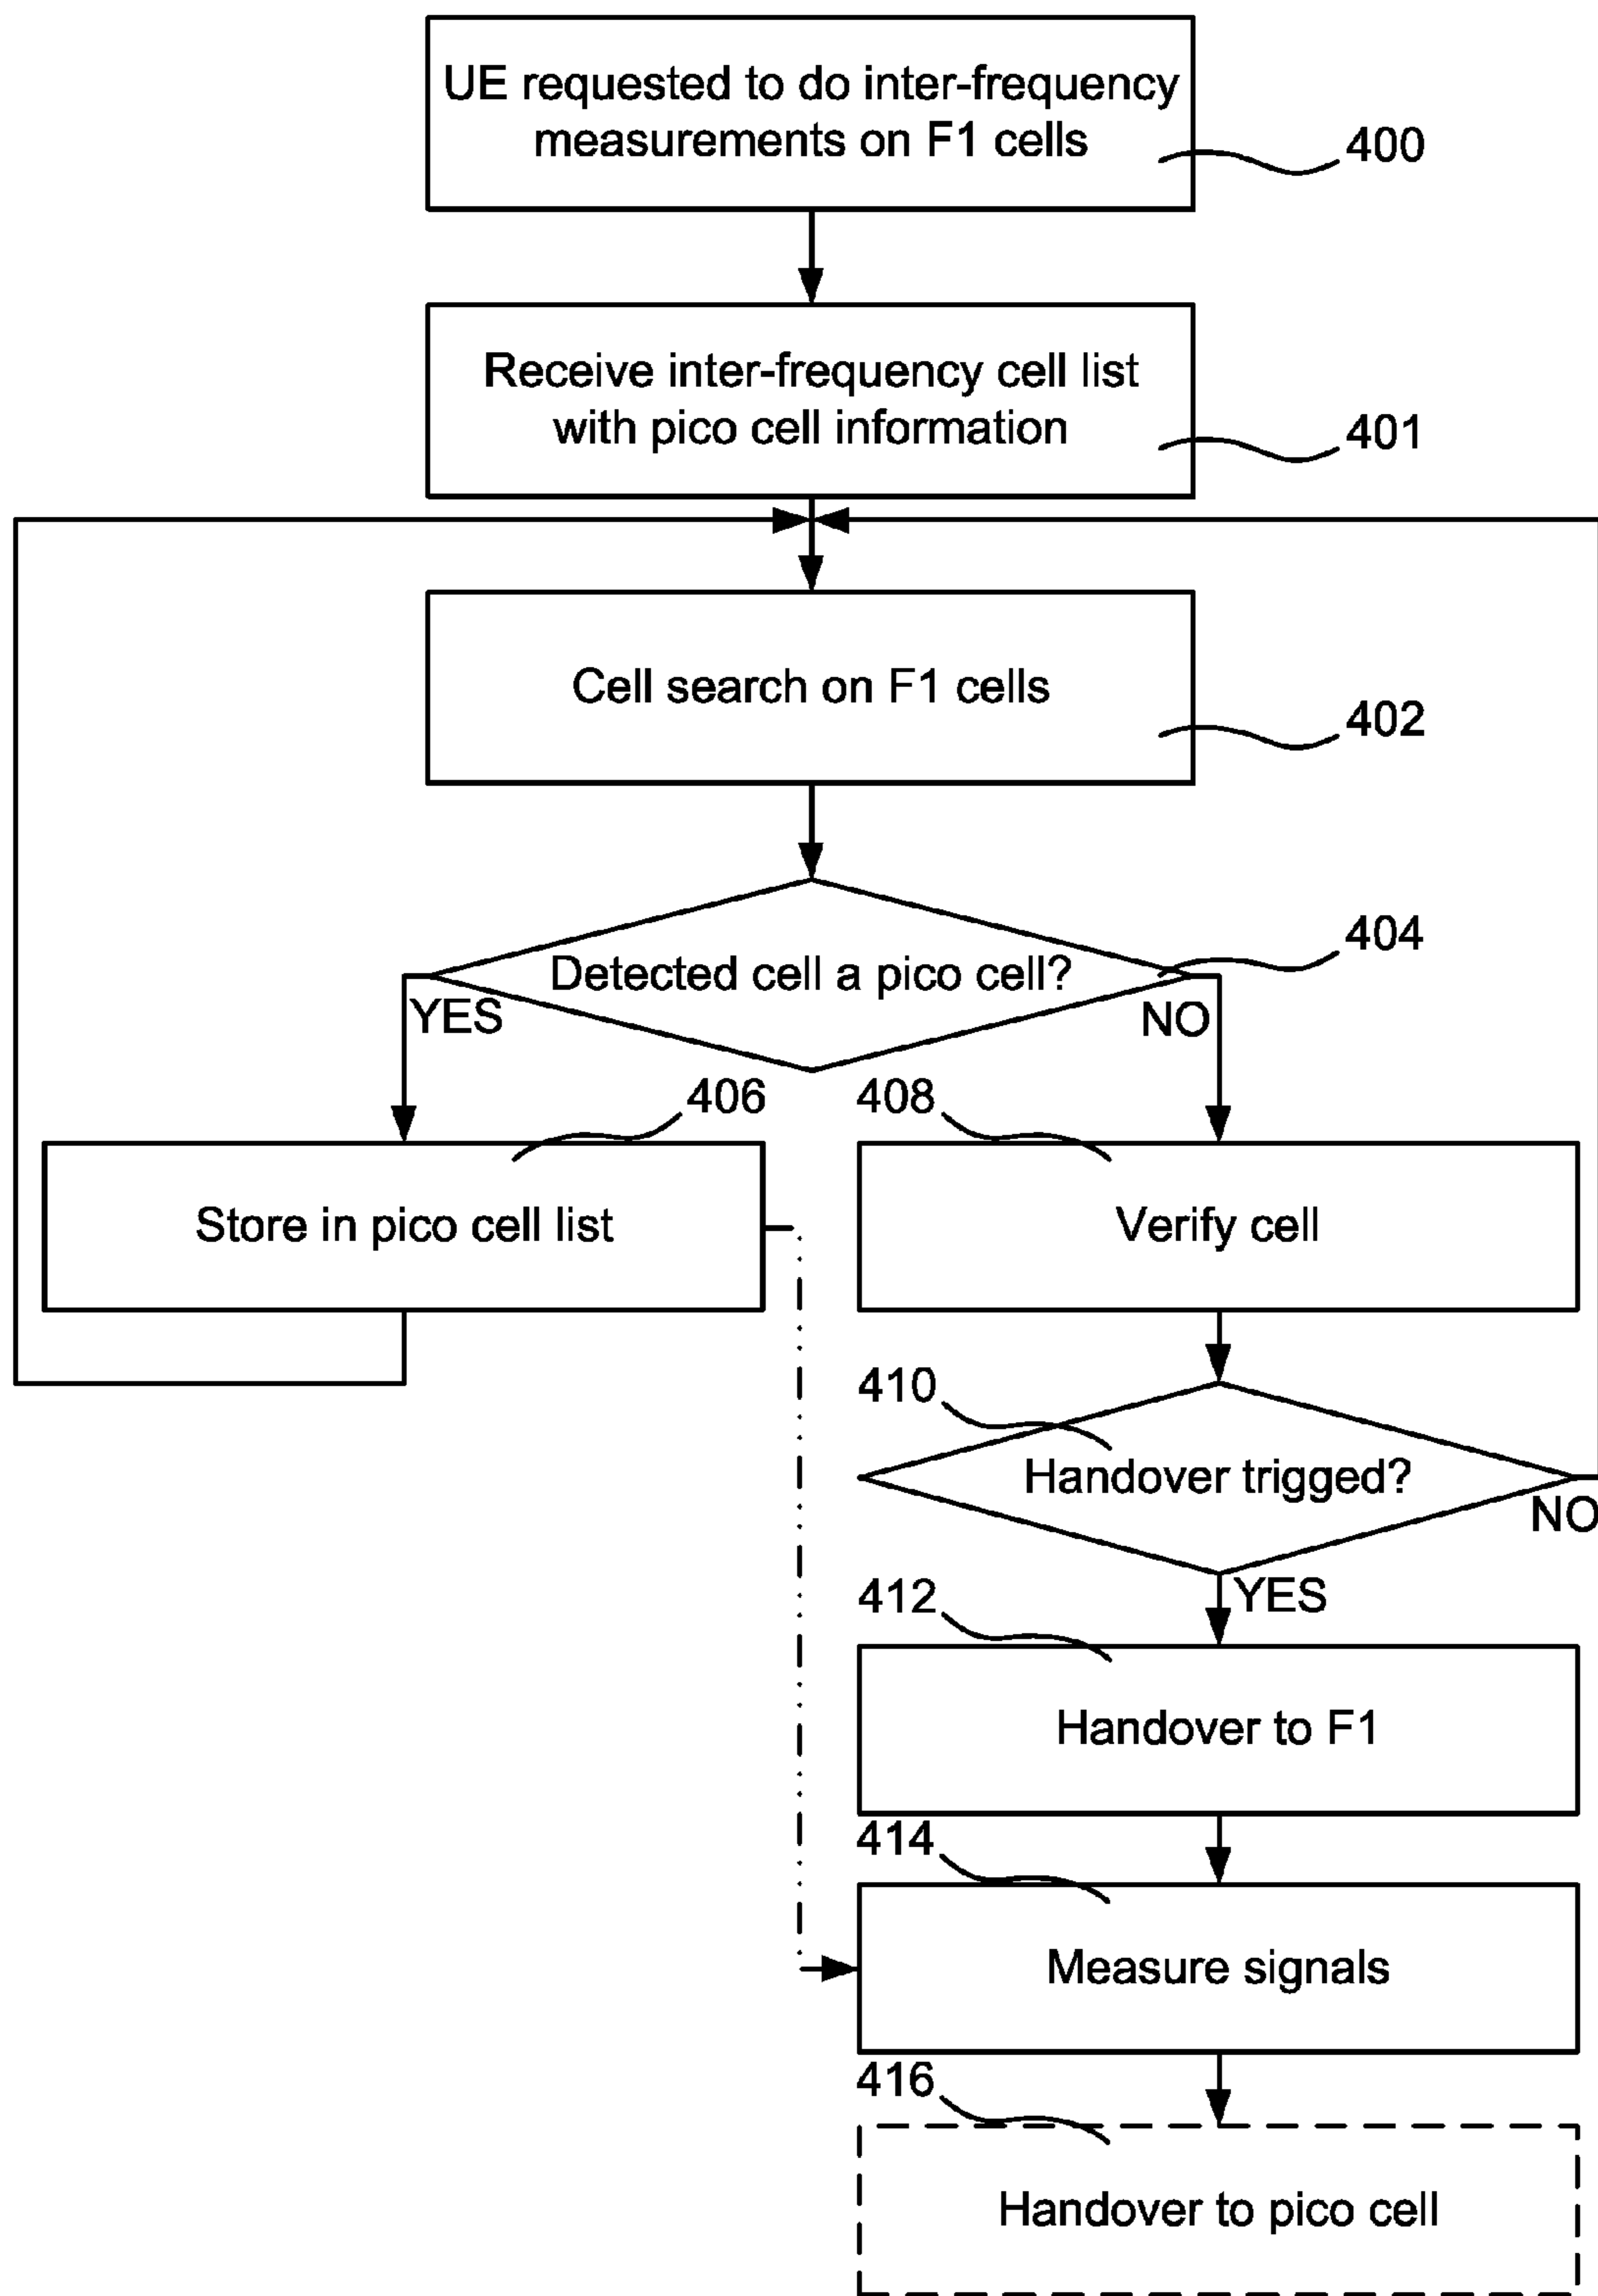 UE requested to do inter-frequency
measurements on F1 cells
400
Receive inter-frequency cell list
with pico cell information
401
Cell search on F1 cells
402
404
Detected cell a pico cell?
YES
NO
406
408
Store in pico cell list
Verify cell
410
Handover trigged?
NO
YES
412
Handover to F1
414
Measure signals
416
Handover to pico cell